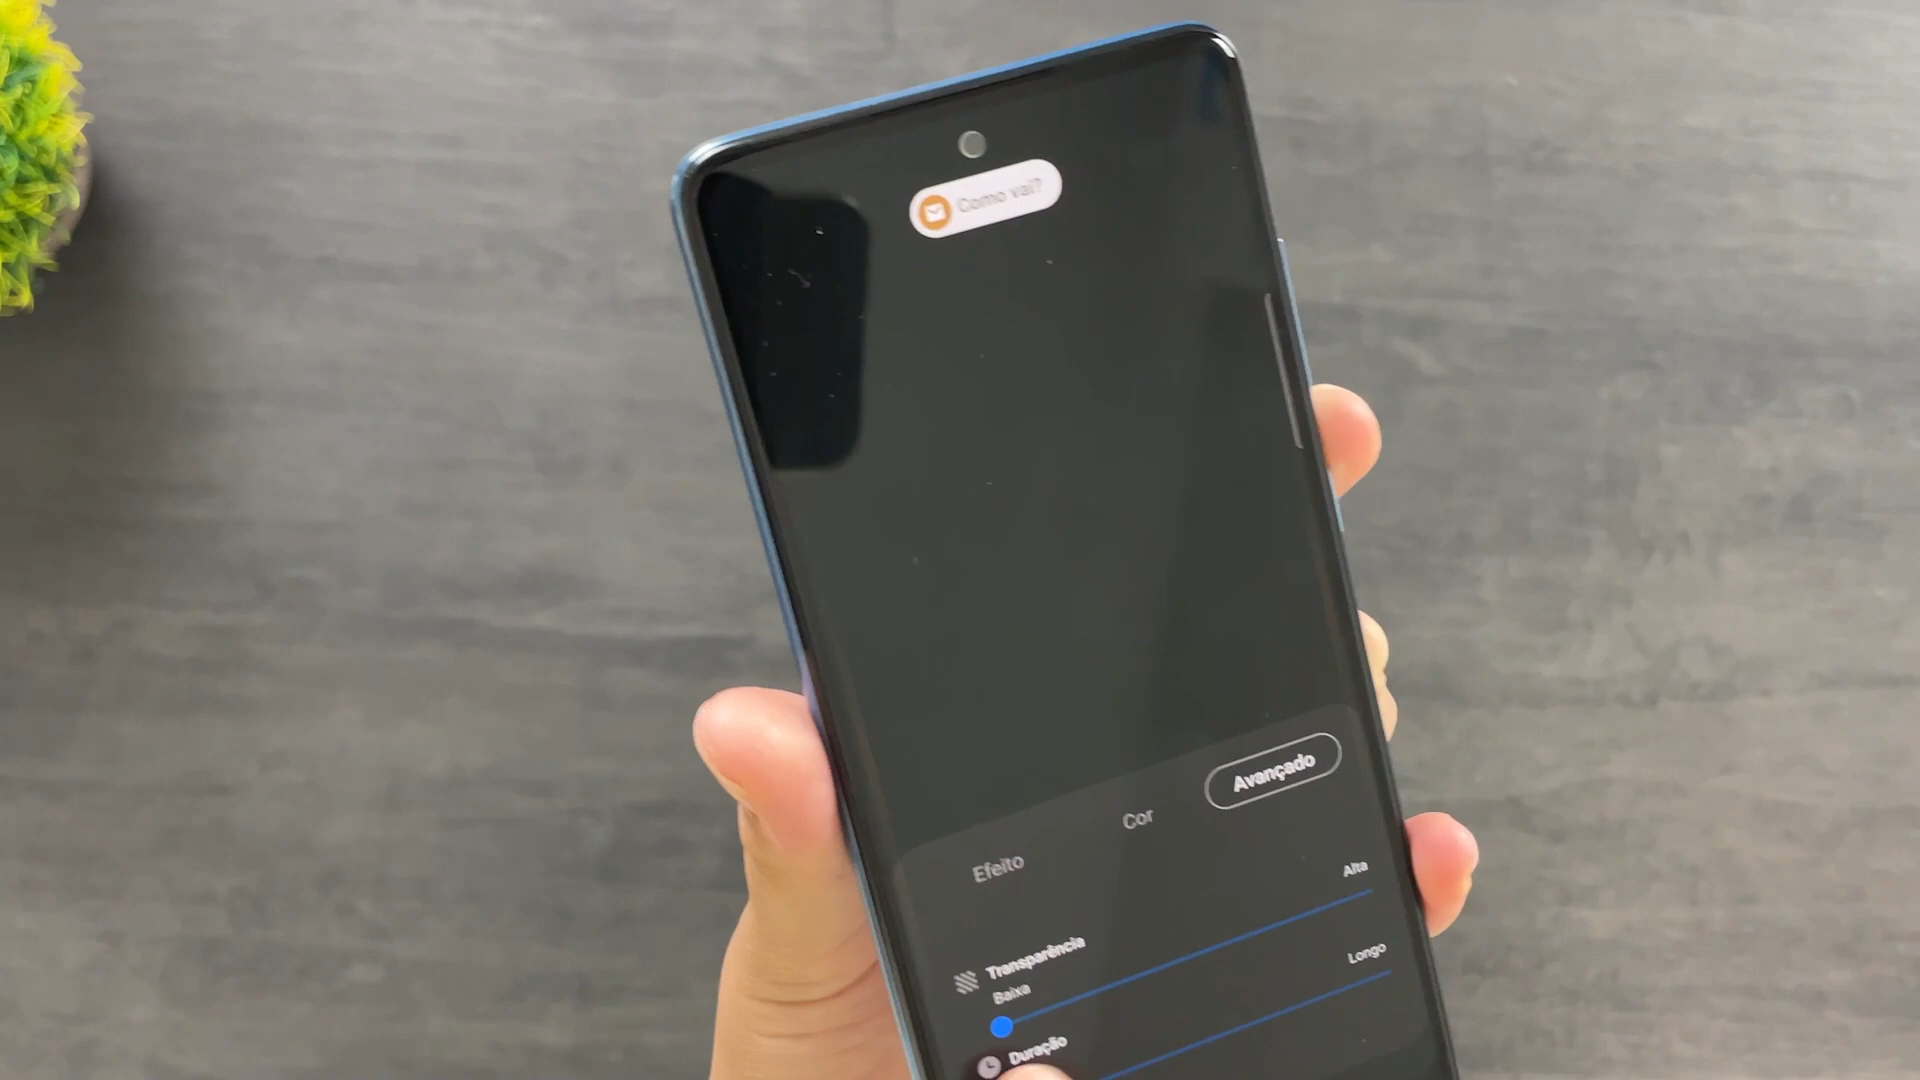 Como vai?
Avançado
Cor
Efeito
Alta
Transparência
Baixa
Longo
Duração